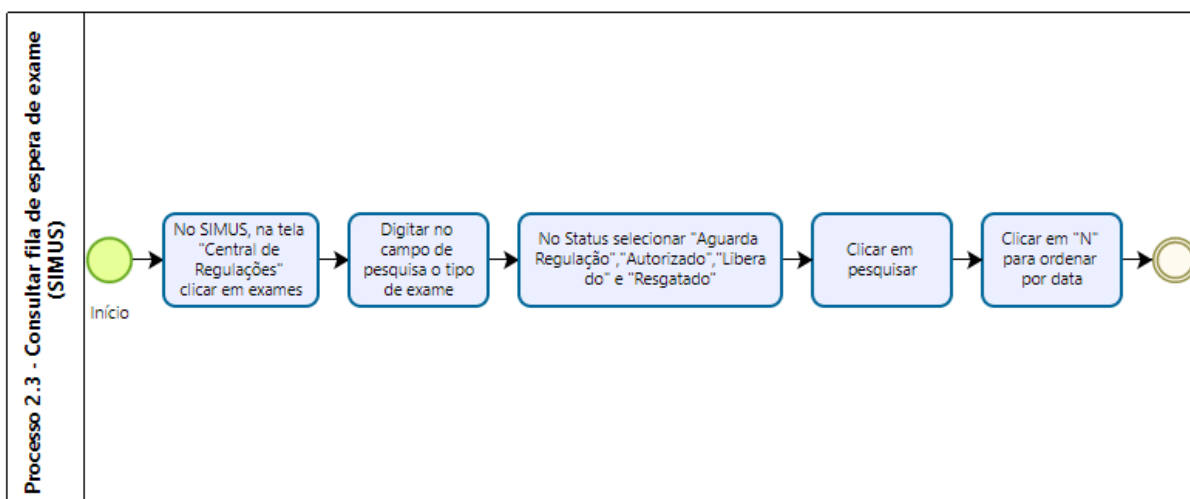 Processo 2.3 - Consultar fila de espera de exame
(SIMUS)
Início
No SIMUS, na tela
"Central de
Regulações"
clicar em exames
Digitar no
campo de
pesquisa o tipo
de exame
No Status selecionar "Aguarda
Regulação","Autorizado","Libera
do" e "Resgatado"
Clicar em
pesquisar
Clicar em "N"
para ordenar
por data